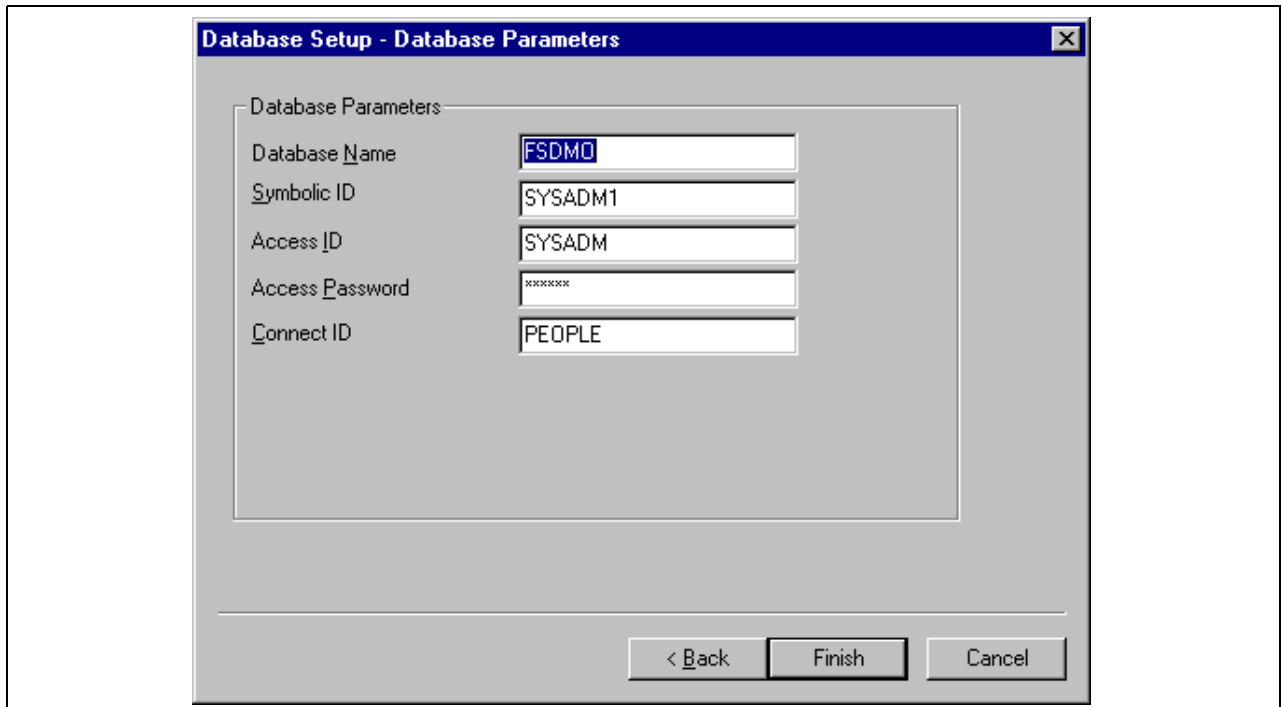 Database Setup - Database Parameters
Database Parameters
Database Name FSDMO
Symbolic ID SYSADM1
Access ID SYSADM
Access Password ******
Connect ID PEOPLE
< Back Finish Cancel